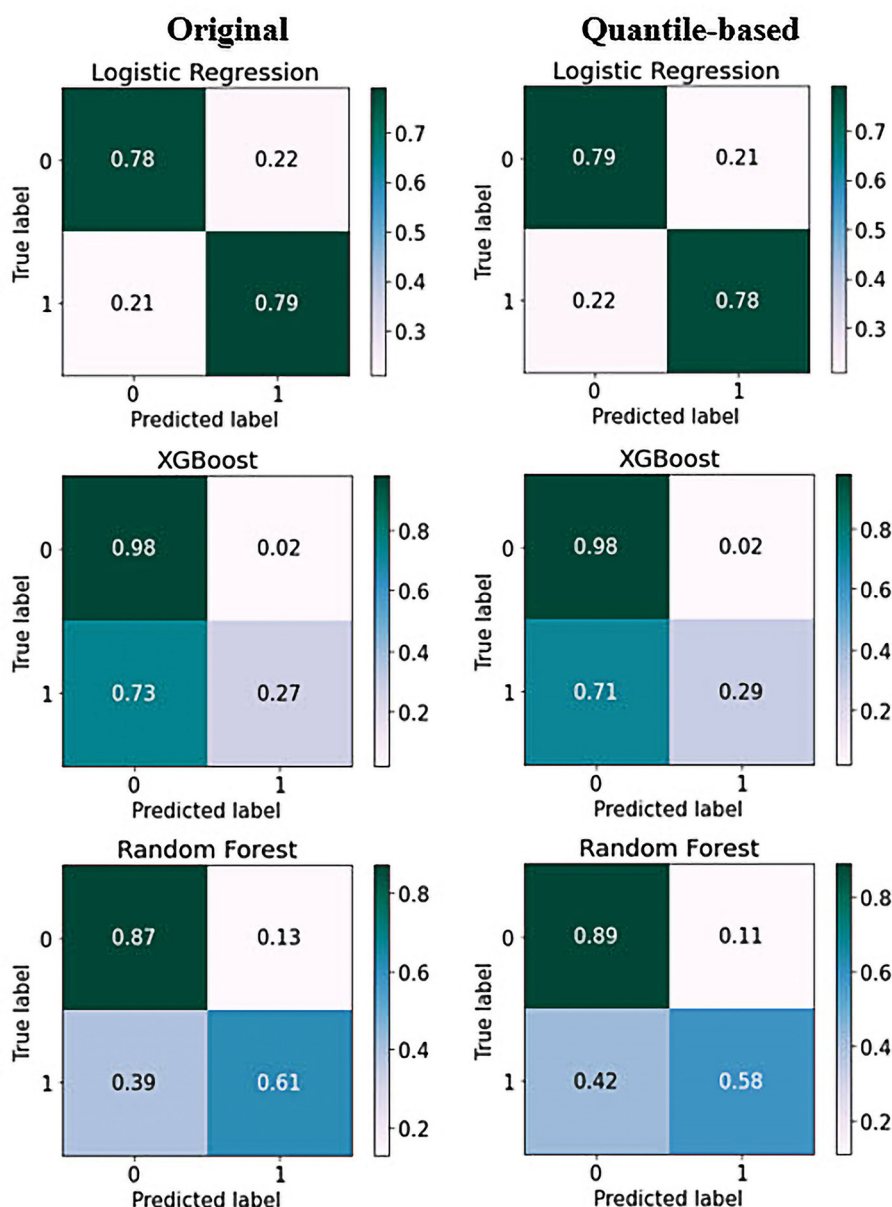 Original
Quantile-based
Logistic Regression
0.78 0.22
0.21 0.79
True label
0
1
0 1
Predicted label
0.7
0.6
0.5
0.4
0.3
Logistic Regression
0.79 0.21
0.22 0.78
True label
0
1
0 1
Predicted label
0.7
0.6
0.5
0.4
0.3
XGBoost
0.98 0.02
0.73 0.27
True label
0
1
0 1
Predicted label
0.8
0.6
0.4
0.2
XGBoost
0.98 0.02
0.71 0.29
True label
0
1
0 1
Predicted label
0.8
0.6
0.4
0.2
Random Forest
0.87 0.13
0.39 0.61
True label
0
1
0 1
Predicted label
0.8
0.6
0.4
0.2
Random Forest
0.89 0.11
0.42 0.58
True label
0
1
0 1
Predicted label
0.8
0.6
0.4
0.2